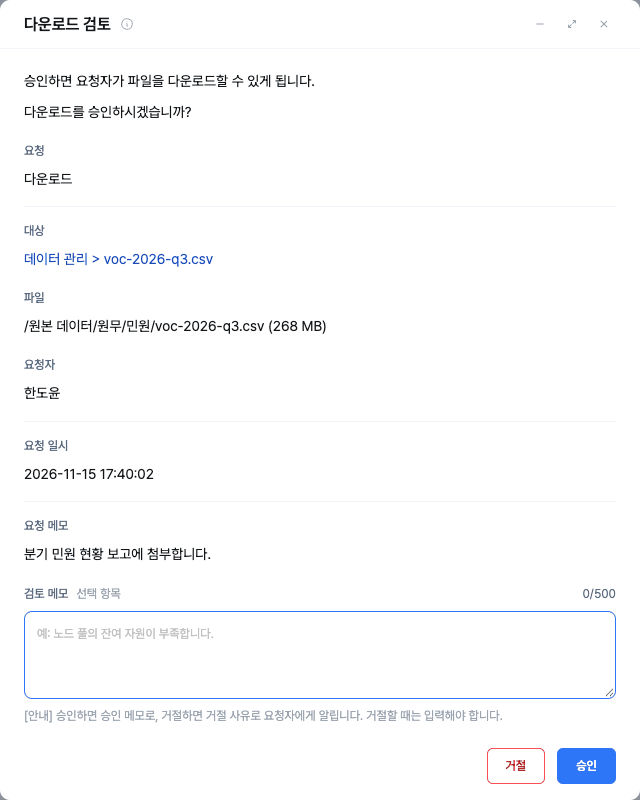 다운로드 검토
승인하면 요청자가 파일을 다운로드할 수 있게 됩니다.
다운로드를 승인하시겠습니까?
요청
다운로드
대상
데이터 관리 > voc-2026-q3.csv
파일
/원본 데이터/원무/민원/voc-2026-q3.csv (268 MB)
요청자
한도윤
요청 일시
2026-11-15 17:40:02
요청 메모
분기 민원 현황 보고에 첨부합니다.
검토 메모 선택 항목 0/500
예: 노드 풀의 잔여 자원이 부족합니다.
[안내] 승인하면 승인 메모로, 거절하면 거절 사유로 요청자에게 알립니다. 거절할 때는 입력해야 합니다.
거절 승인